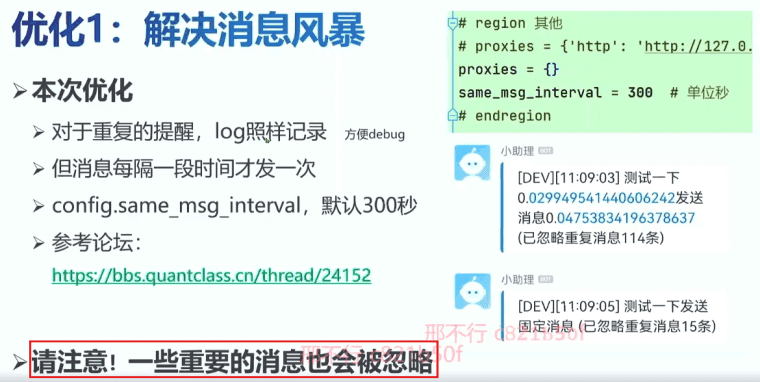 优化1：解决消息风暴
➤本次优化
➤对于重复的提醒，log照样记录 方便debug
➤但消息每隔一段时间才发一次
➤config.same_msg_interval，默认300秒
➤参考论坛：
https://bbs.quantclass.cn/thread/24152
➤请注意！一些重要的消息也会被忽略
# region 其他
# proxies = {'http': 'http://127.0.
proxies = {}
same_msg_interval = 300 # 单位秒
# endregion
小助理 BOT
[DEV][11:09:03] 测试一下
0.029949541440606242发送
消息0.04753834196378637
(已忽略重复消息114条)
小助理 BOT
[DEV][11:09:05] 测试一下发送
固定消息 (已忽略重复消息15条)
邢不行 c821b50f
邢不行 c821b50f